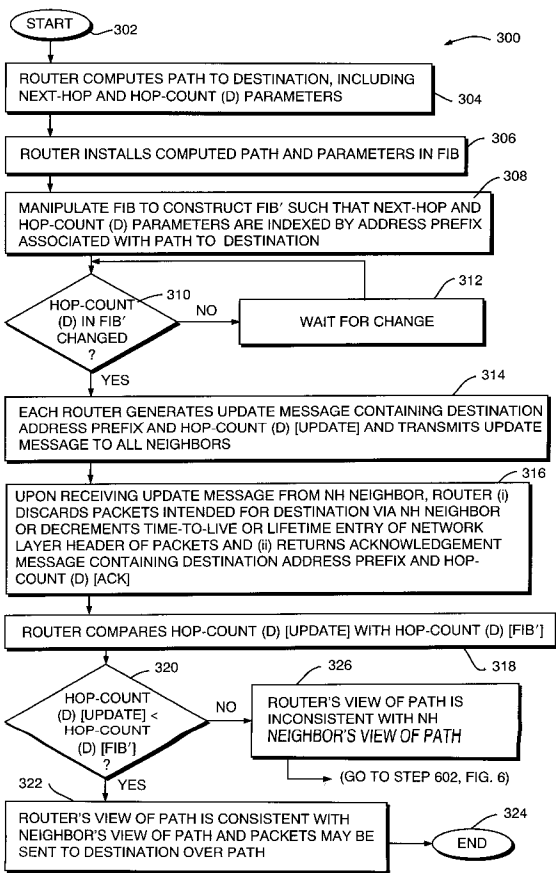 START
302
300
ROUTER COMPUTES PATH TO DESTINATION, INCLUDING
NEXT-HOP AND HOP-COUNT (D) PARAMETERS
304
306
ROUTER INSTALLS COMPUTED PATH AND PARAMETERS IN FIB
308
MANIPULATE FIB TO CONSTRUCT FIB' SUCH THAT NEXT-HOP AND
HOP-COUNT (D) PARAMETERS ARE INDEXED BY ADDRESS PREFIX
ASSOCIATED WITH PATH TO DESTINATION
310
HOP-COUNT
(D) IN FIB'
CHANGED
?
NO
312
WAIT FOR CHANGE
YES
314
EACH ROUTER GENERATES UPDATE MESSAGE CONTAINING DESTINATION
ADDRESS PREFIX AND HOP-COUNT (D) [UPDATE] AND TRANSMITS UPDATE
MESSAGE TO ALL NEIGHBORS
316
UPON RECEIVING UPDATE MESSAGE FROM NH NEIGHBOR, ROUTER (i)
DISCARDS PACKETS INTENDED FOR DESTINATION VIA NH NEIGHBOR
OR DECREMENTS TIME-TO-LIVE OR LIFETIME ENTRY OF NETWORK
LAYER HEADER OF PACKETS AND (ii) RETURNS ACKNOWLEDGEMENT
MESSAGE CONTAINING DESTINATION ADDRESS PREFIX AND HOP-
COUNT (D) [ACK]
ROUTER COMPARES HOP-COUNT (D) [UPDATE] WITH HOP-COUNT (D) [FIB']
318
320
HOP-COUNT
(D) [UPDATE] <
HOP-COUNT
(D) [FIB']
?
NO
326
ROUTER'S VIEW OF PATH IS
INCONSISTENT WITH NH
NEIGHBOR'S VIEW OF PATH
(GO TO STEP 602, FIG. 6)
YES
322
ROUTER'S VIEW OF PATH IS CONSISTENT WITH
NEIGHBOR'S VIEW OF PATH AND PACKETS MAY BE
SENT TO DESTINATION OVER PATH
324
END